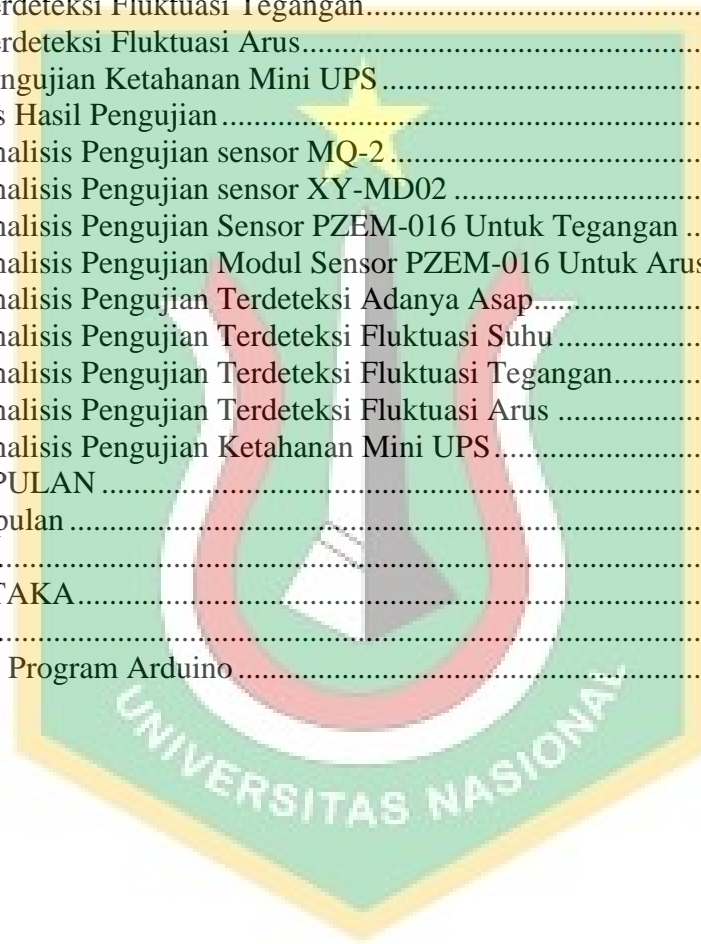 erdeteksi Fluktuasi Tegangan
erdeteksi Fluktuasi Arus
ngujian Ketahanan Mini UPS
s Hasil Pengujian
nalisis Pengujian sensor MQ-2
nalisis Pengujian sensor XY-MD02
nalisis Pengujian Sensor PZEM-016 Untuk Tegangan
nalisis Pengujian Modul Sensor PZEM-016 Untuk Arus
nalisis Pengujian Terdeteksi Adanya Asap
nalisis Pengujian Terdeteksi Fluktuasi Suhu
nalisis Pengujian Terdeteksi Fluktuasi Tegangan
nalisis Pengujian Terdeteksi Fluktuasi Arus
nalisis Pengujian Ketahanan Mini UPS
PULAN
pulan
TAKA
Program Arduino
UNIVERSITAS NASIONAL